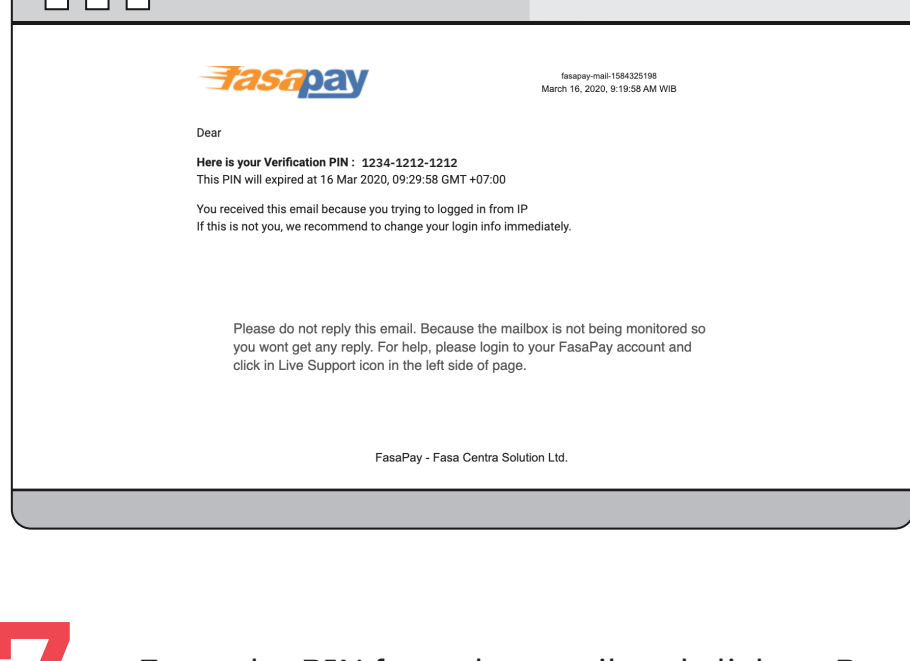 fasapay
fasapay-mail-1584325198
March 16, 2020, 9:19:58 AM WIB
Dear
Here is your Verification PIN : 1234-1212-1212
This PIN will expired at 16 Mar 2020, 09:29:58 GMT +07:00
You received this email because you trying to logged in from IP
If this is not you, we recommend to change your login info immediately.
Please do not reply this email. Because the mailbox is not being monitored so
you wont get any reply. For help, please login to your FasaPay account and
click in Live Support icon in the left side of page.
FasaPay - Fasa Centra Solution Ltd.